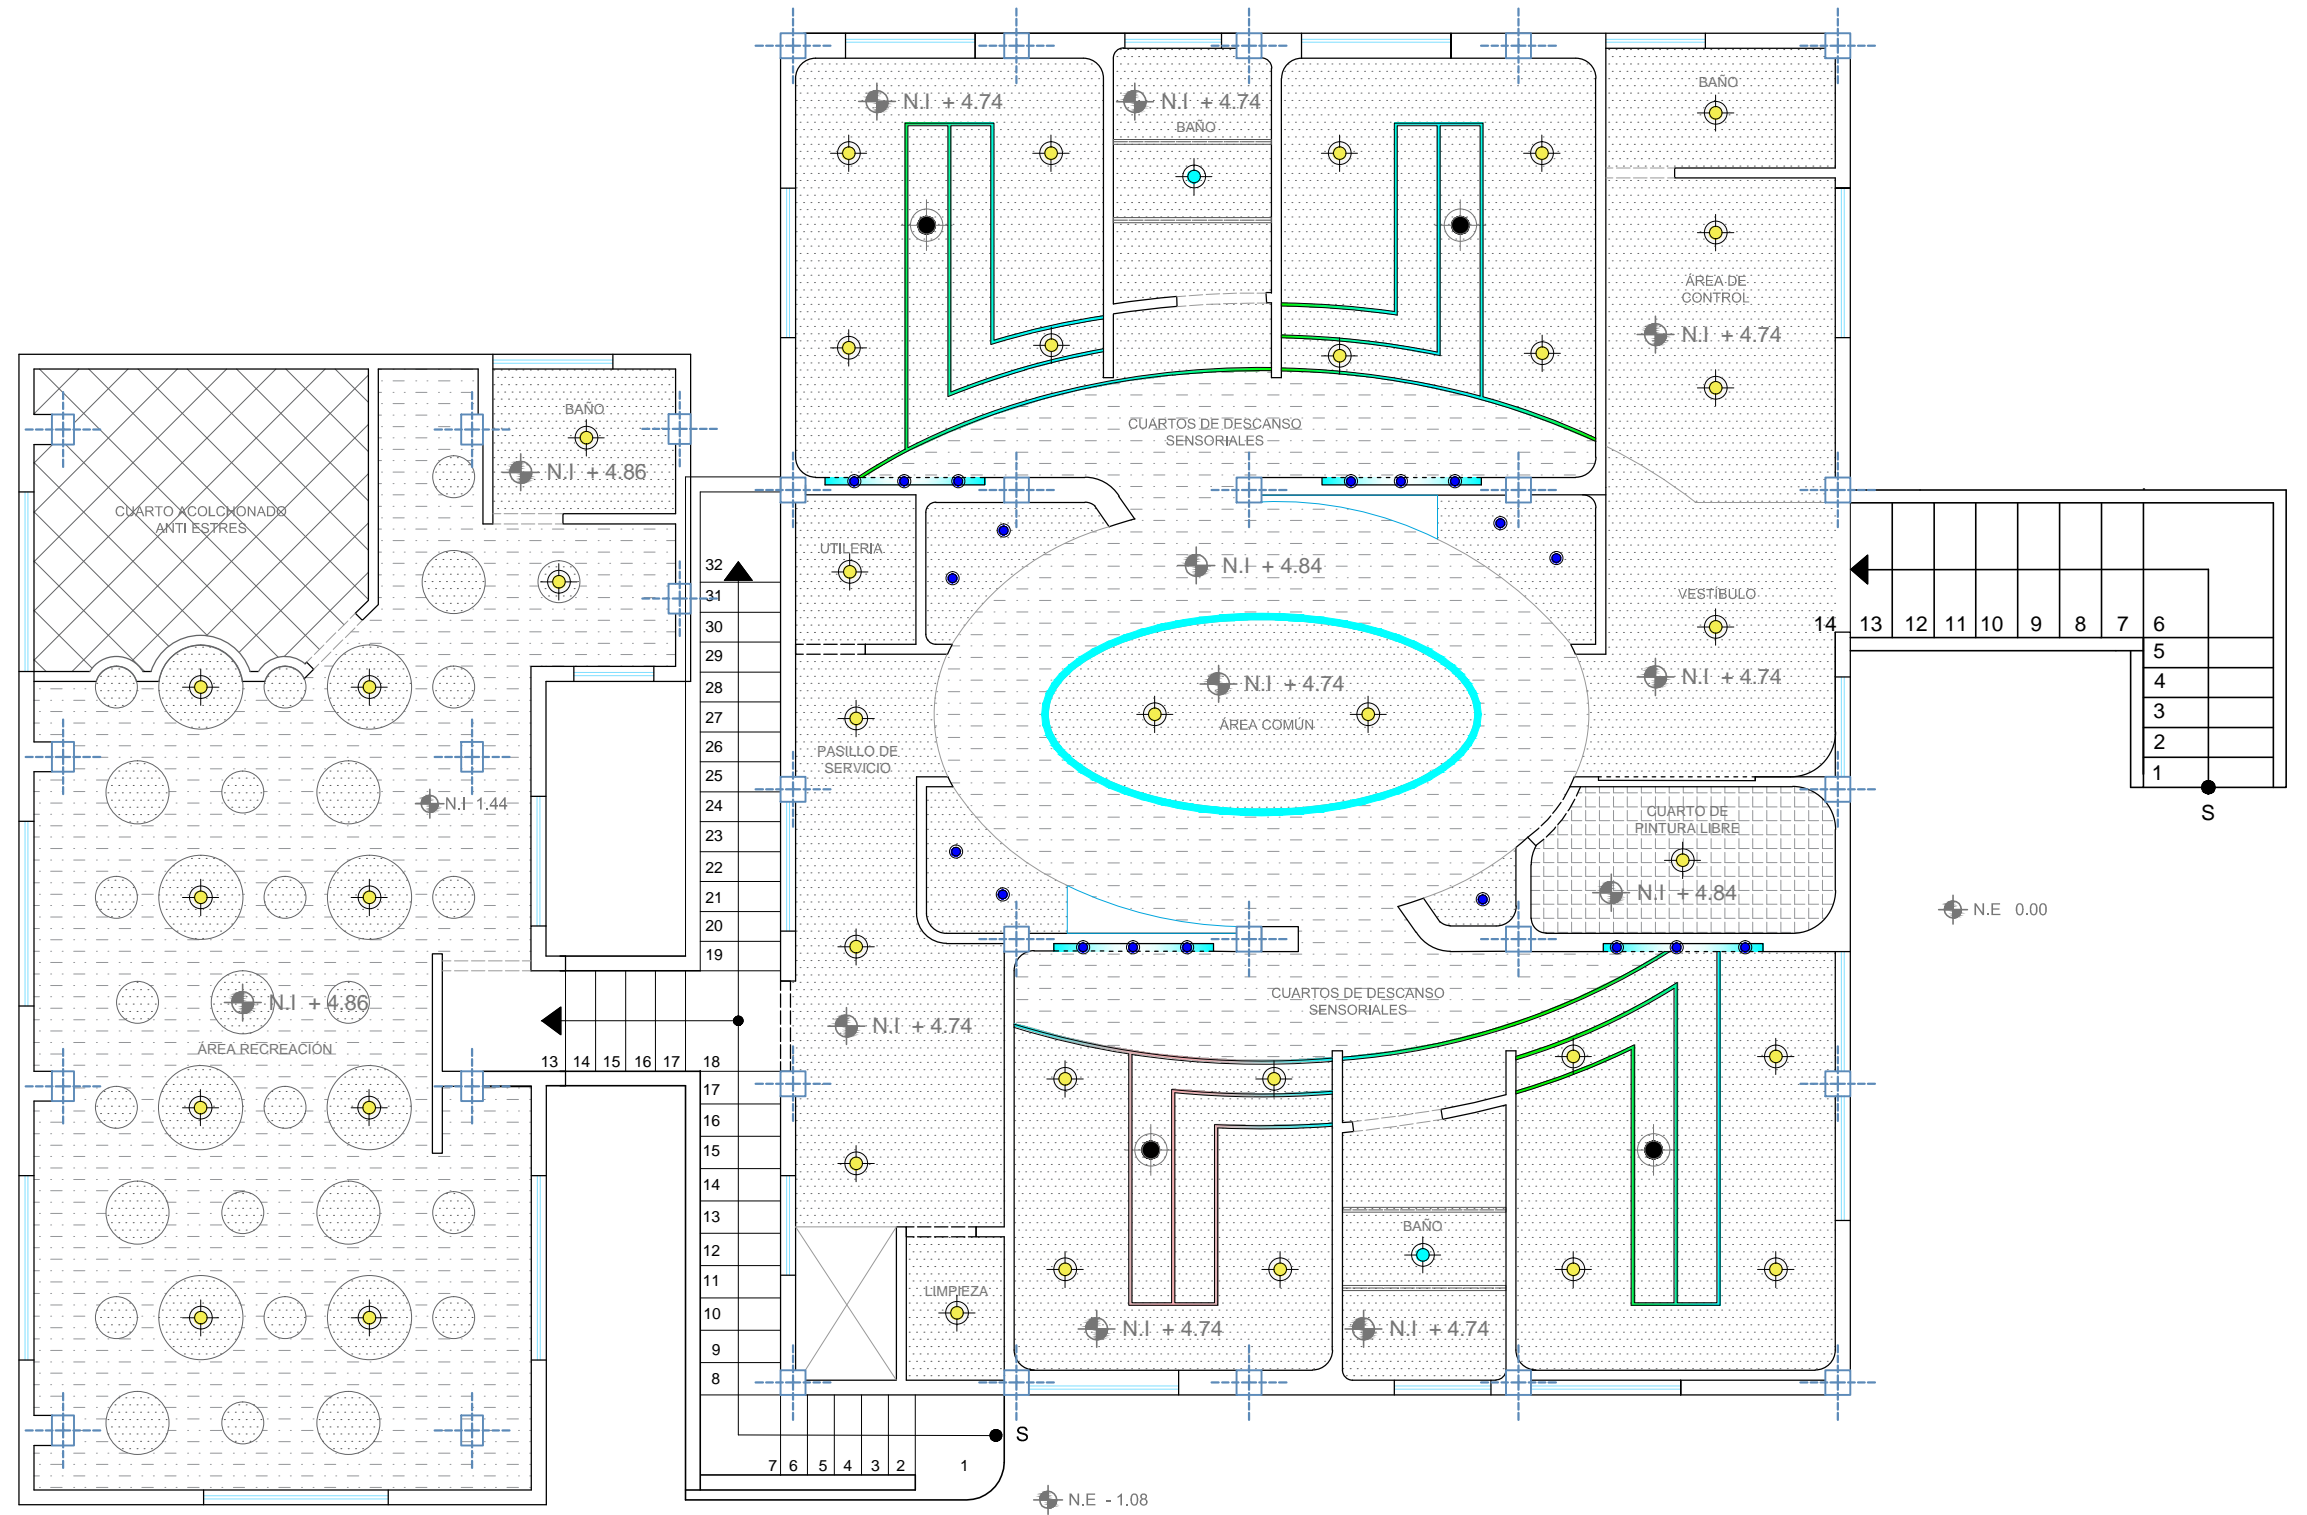 N.I + 4.74
N.I + 4.74
BAÑO
BAÑO
ÁREA DE
CONTROL
N.I + 4.74
BAÑO
N.I + 4.86
CUARTO ACOLCHONADO
ANTI ESTRES
CUARTOS DE DESCANSO
SENSORIALES
UTILERIA
N.I + 4.84
VESTÍBULO
N.I + 4.74
N.I + 4.74
ÁREA COMÚN
PASILLO DE
SERVICIO
N.I 1.44
CUARTO DE
PINTURA LIBRE
N.I + 4.84
N.E 0.00
14 13 12 11 10 9 8 7 6
5
4
3
2
1
S
32
31
30
29
28
27
26
25
24
23
22
21
20
19
N.I + 4.86
ÁREA RECREACIÓN
13 14 15 16 17 18
N.I + 4.74
CUARTOS DE DESCANSO
SENSORIALES
17
16
15
14
13
12
11
10
9
8
BAÑO
LIMPIEZA
N.I + 4.74
N.I + 4.74
S
7 6 5 4 3 2 1
N.E - 1.08